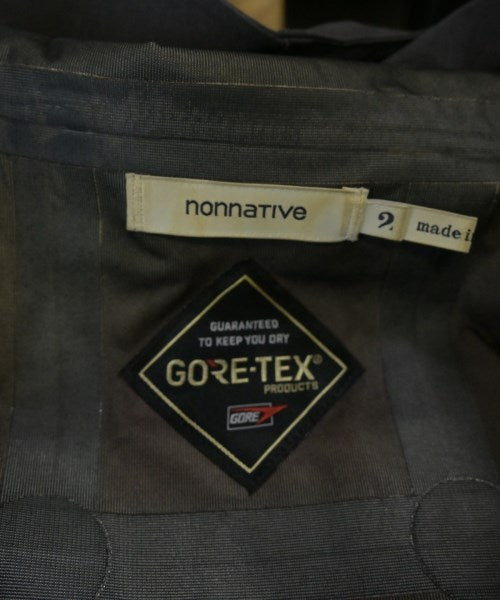 nonnative
2
made i
GUARANTEED
TO KEEP YOU DRY
GORE-TEX®
PRODUCTS
GORE